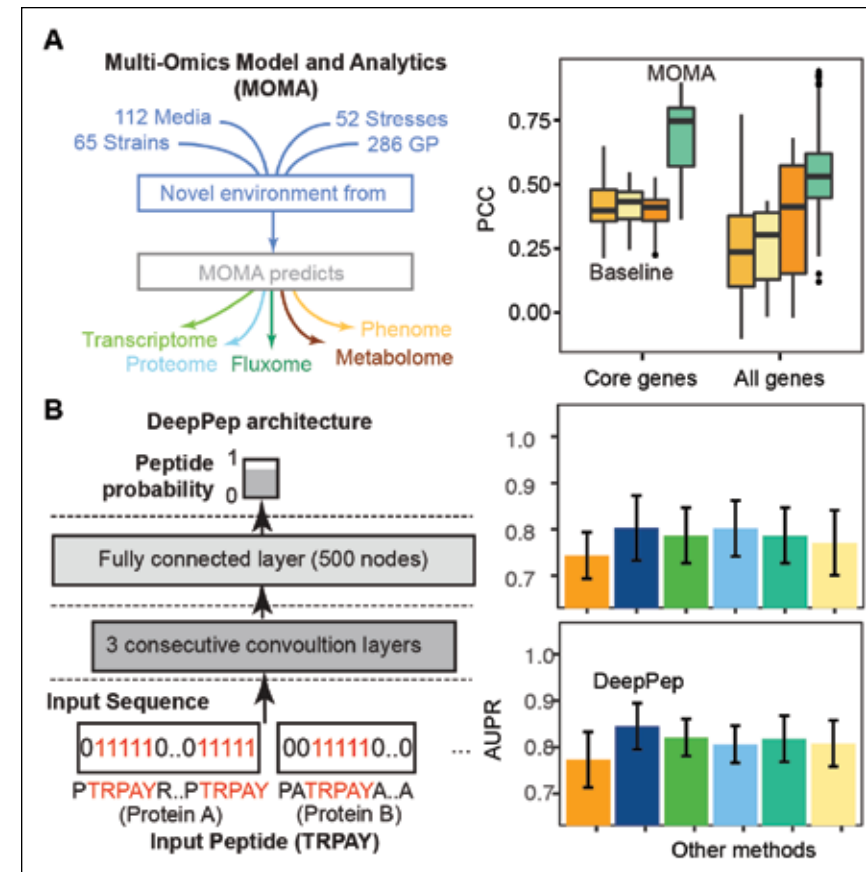 A
Multi-Omics Model and Analytics
(MOMA)
112 Media
52 Stresses
65 Strains
286 GP
Novel environment from
MOMA predicts
Transcriptome
Phenome
Proteome
Fluxome
Metabolome
MOMA
0.75
0.50
0.25
0.00
PCC
Baseline
Core genes
All genes
B
DeepPep architecture
Peptide
probability
1
0
Fully connected layer (500 nodes)
3 consecutive convoultion layers
Input Sequence
0111110..011111
00111110..0
...
PTRPAYR..PTRPAY
PATRPAYA..A
(Protein A)
(Protein B)
Input Peptide (TRPAY)
1.0
0.9
0.8
0.7
1.0
0.9
0.8
0.7
AUPR
DeepPep
Other methods